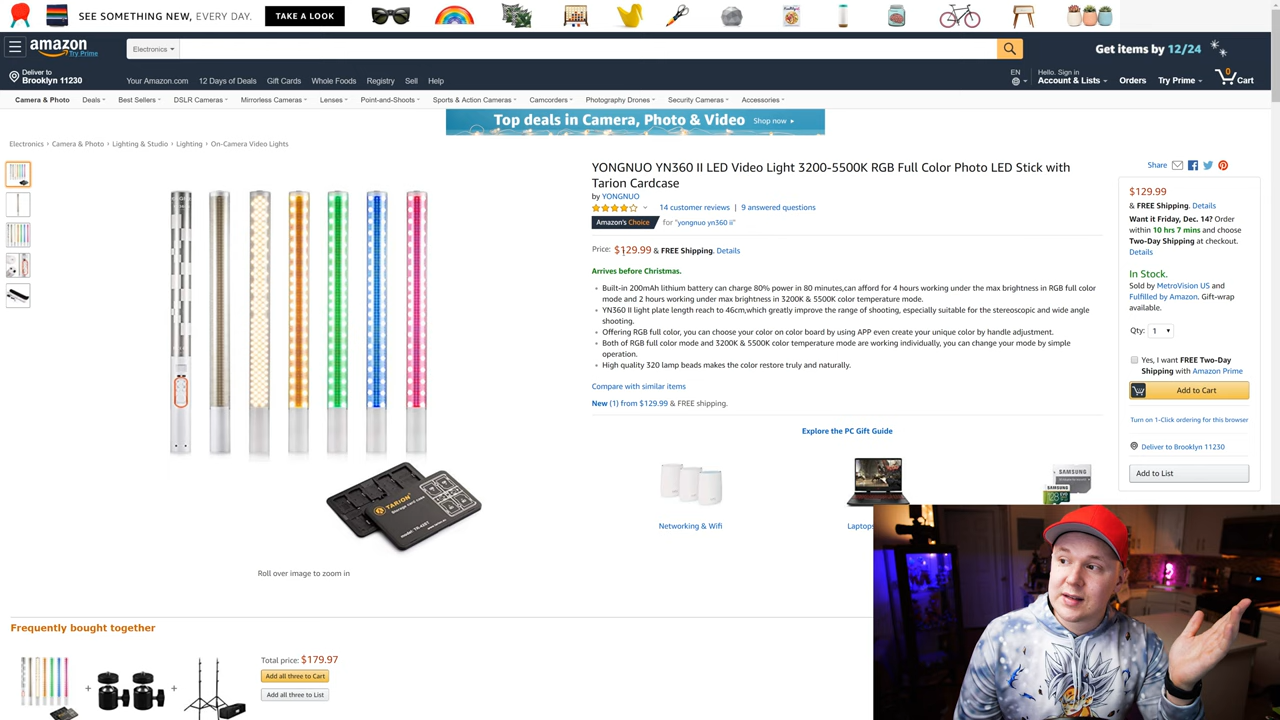 SEE SOMETHING NEW, EVERY DAY. TAKE A LOOK
amazon
Try Prime
Electronics
Get items by 12/24
Deliver to
Brooklyn 11230
Your Amazon.com 12 Days of Deals Gift Cards Whole Foods Registry Sell Help
EN
Hello. Sign in
Account & Lists
Orders
Try Prime
0
Cart
Camera & Photo Deals Best Sellers DSLR Cameras Mirrorless Cameras Lenses Point-and-Shoots Sports & Action Cameras Camcorders Photography Drones Security Cameras Accessories
Top deals in Camera, Photo & Video Shop now
Electronics Camera & Photo Lighting & Studio Lighting On-Camera Video Lights
YONGNUO YN360 II LED Video Light 3200-5500K RGB Full Color Photo LED Stick with
Tarion Cardcase
by YONGNUO
14 customer reviews | 9 answered questions
Amazon's Choice for "yongnuo yn360 ii"
Price: $129.99 & FREE Shipping. Details
Arrives before Christmas.
Built-in 200mAh lithium battery can charge 80% power in 80 minutes,can afford for 4 hours working under the max brightness in RGB full color
mode and 2 hours working under max brightness in 3200K & 5500K color temperature mode.
YN360 II light plate length reach to 46cm,which greatly improve the range of shooting, especially suitable for the stereoscopic and wide angle
shooting.
Offering RGB full color, you can choose your color on color board by using APP even create your unique color by handle adjustment.
Both of RGB full color mode and 3200K & 5500K color temperature mode are working individually, you can change your mode by simple
operation.
High quality 320 lamp beads makes the color restore truly and naturally.
Compare with similar items
New (1) from $129.99 & FREE shipping.
Explore the PC Gift Guide
SAMSUNG
SAMSUNG
128
Networking & Wifi
Laptops
Share
$129.99
& FREE Shipping. Details
Want it Friday, Dec. 14? Order
within 10 hrs 7 mins and choose
Two-Day Shipping at checkout.
Details
In Stock.
Sold by MetroVision US and
Fulfilled by Amazon. Gift-wrap
available.
Qty: 1
Yes, I want FREE Two-Day
Shipping with Amazon Prime
Add to Cart
Turn on 1-Click ordering for this browser
Deliver to Brooklyn 11230
Add to List
TARION
Storage card case
Roll over image to zoom in
Frequently bought together
Total price: $179.97
Add all three to Cart
Add all three to List